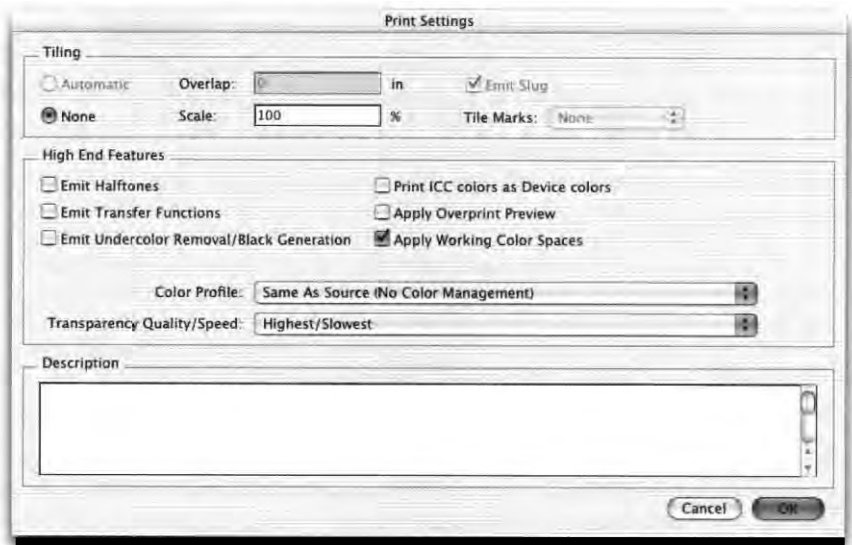 Print Settings
Tiling
Automatic Overlap: 0 in Emit Slug
None Scale: 100 % Tile Marks: None
High End Features
Emit Halftones Print ICC colors as Device colors
Emit Transfer Functions Apply Overprint Preview
Emit Undercolor Removal/Black Generation Apply Working Color Spaces
Color Profile: Same As Source (No Color Management)
Transparency Quality/Speed: Highest/Slowest
Description
Cancel OK